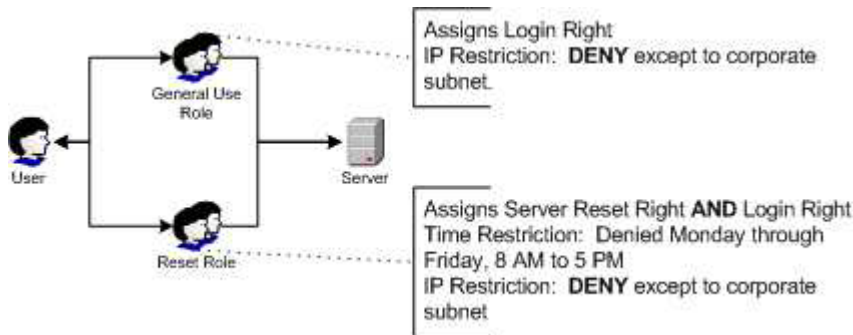 Assigns Login Right
IP Restriction: DENY except to corporate
subnet.
General Use
Role
User
Server
Reset Role
Assigns Server Reset Right AND Login Right
Time Restriction: Denied Monday through
Friday, 8 AM to 5 PM
IP Restriction: DENY except to corporate
subnet